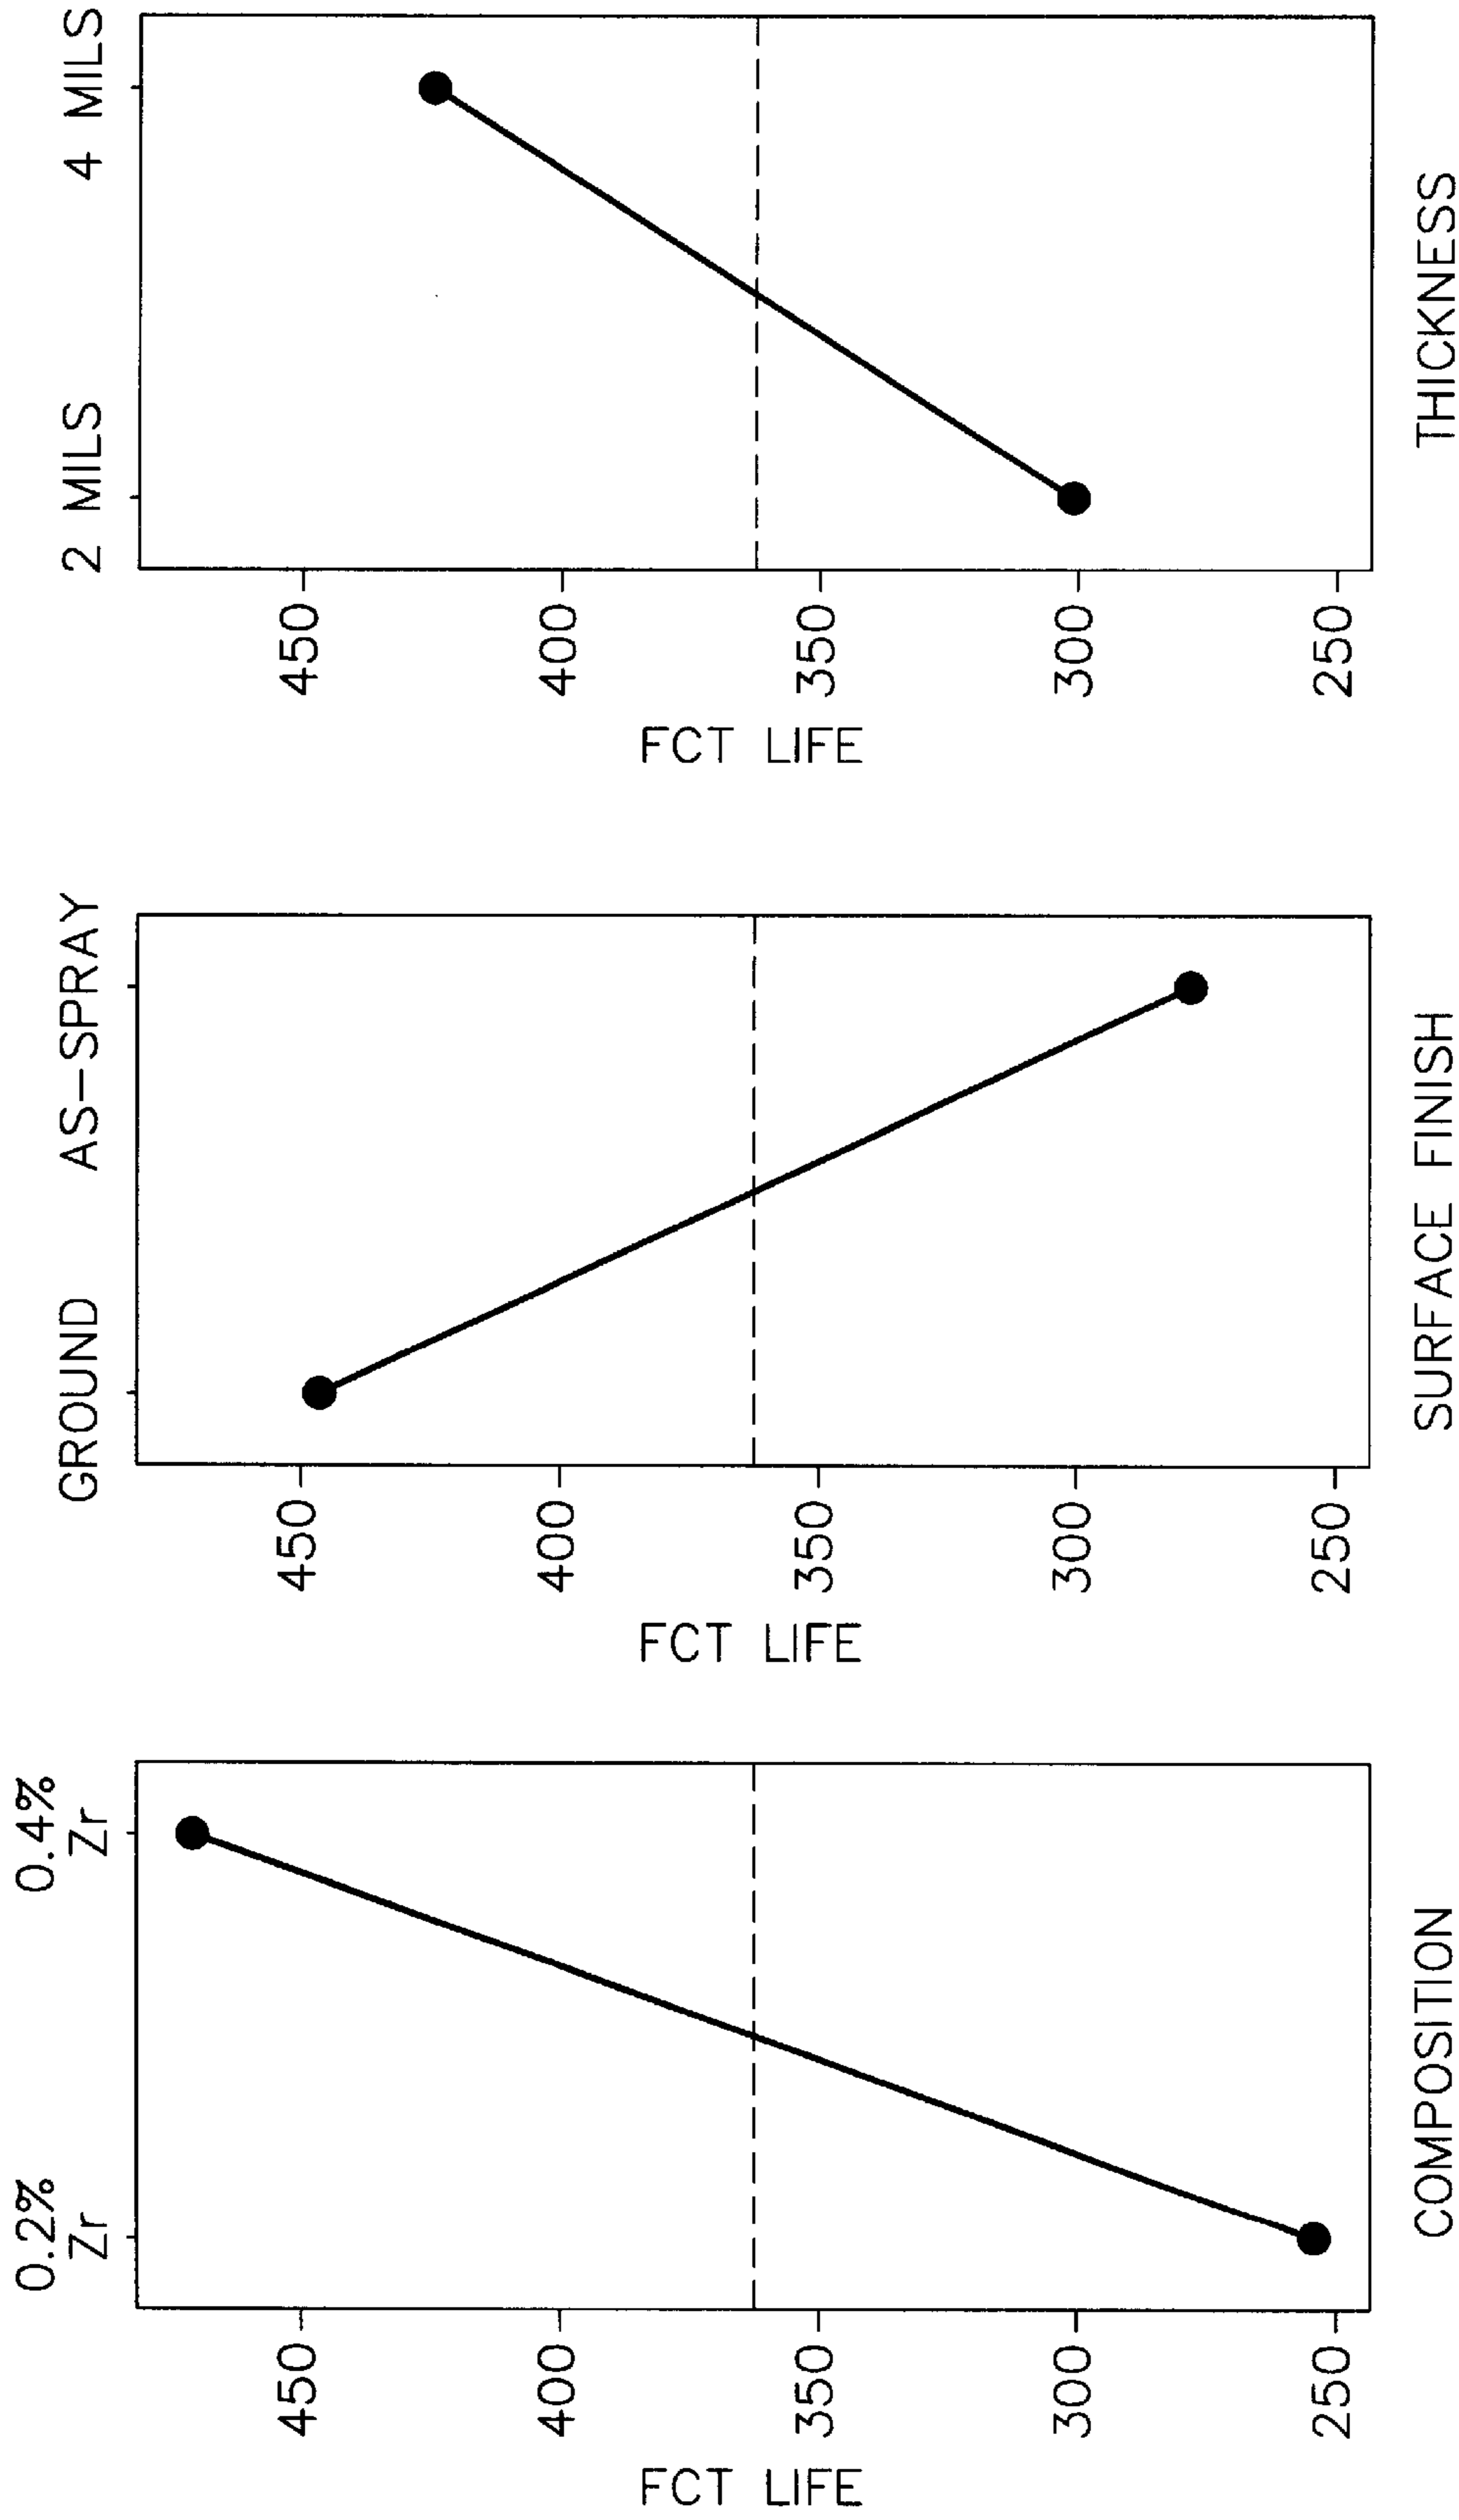 0.2%
Zr
0.4%
Zr
450
400
350
300
250
FCT LIFE
COMPOSITION
GROUND
AS-SPRAY
450
400
350
300
250
FCT LIFE
SURFACE FINISH
2 MILS
4 MILS
450
400
350
300
250
FCT LIFE
THICKNESS